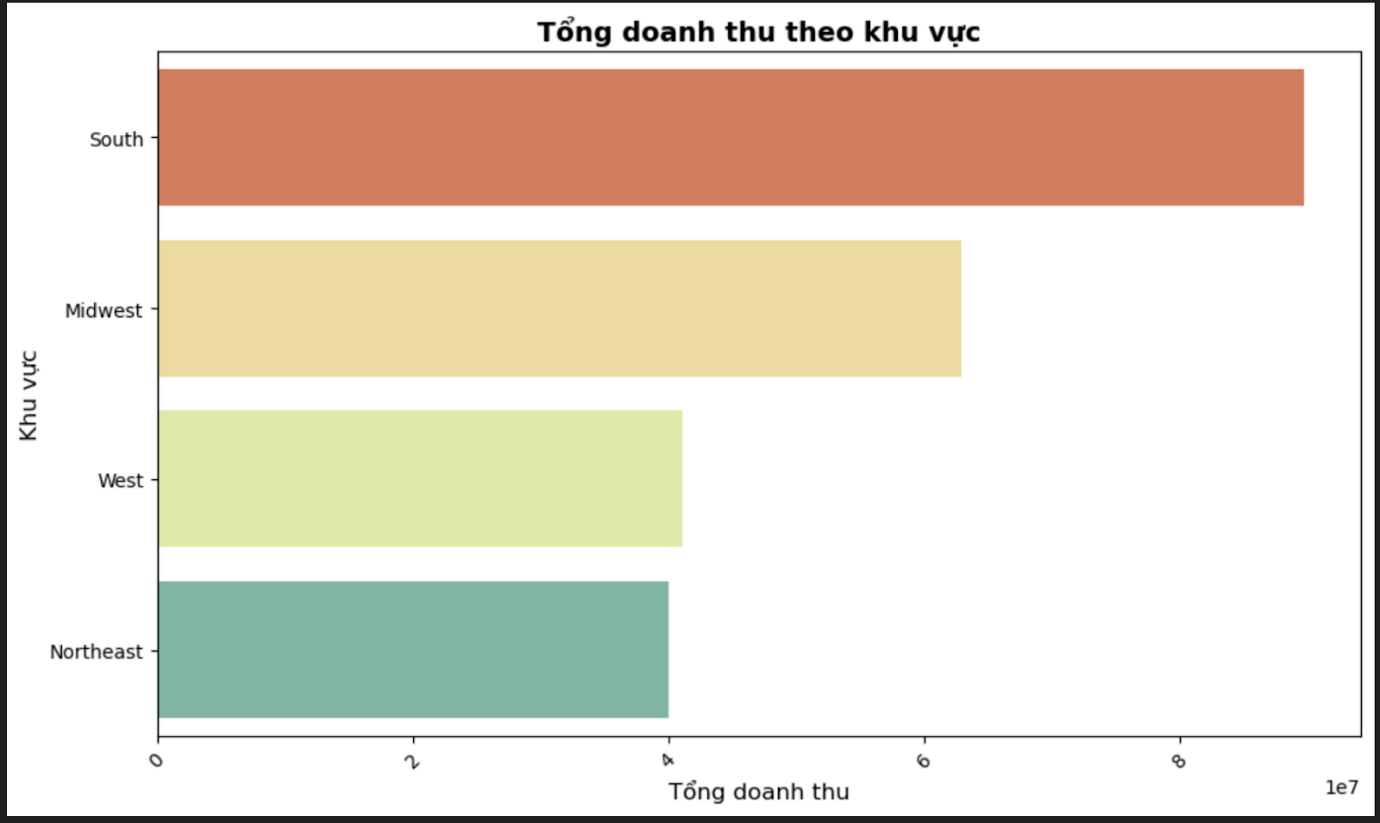 Tổng doanh thu theo khu vực
South
Midwest
West
Northeast
Khu vực
0
2
4
6
8
1e7
Tổng doanh thu